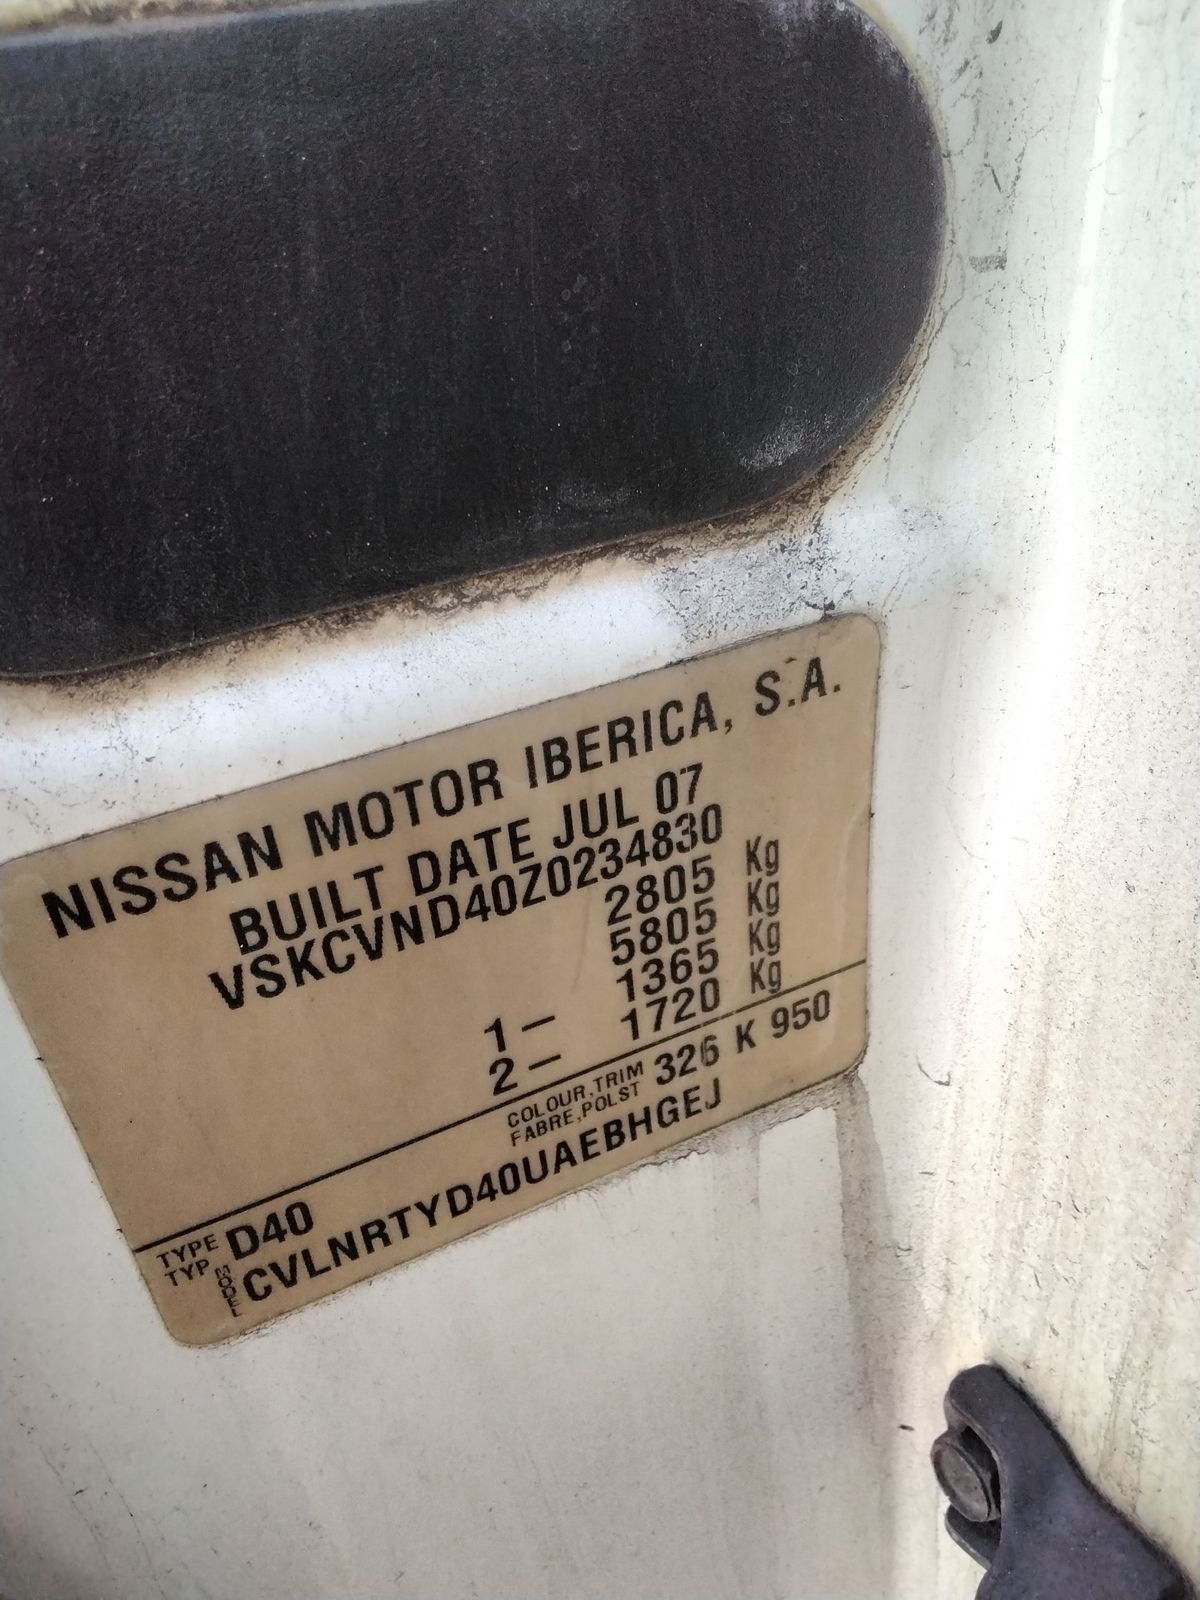 NISSAN MOTOR IBERICA, S.A.
BUILT DATE JUL 07
VSKCVND40Z0234830
2805 Kg
5805 Kg
1 – 1365 Kg
2 – 1720 Kg
COLOUR,TRIM
FABRE,POLST 326 K 950
TYPE
TYP D40
MODEL CVLNRTYD40UAEBHGEJ